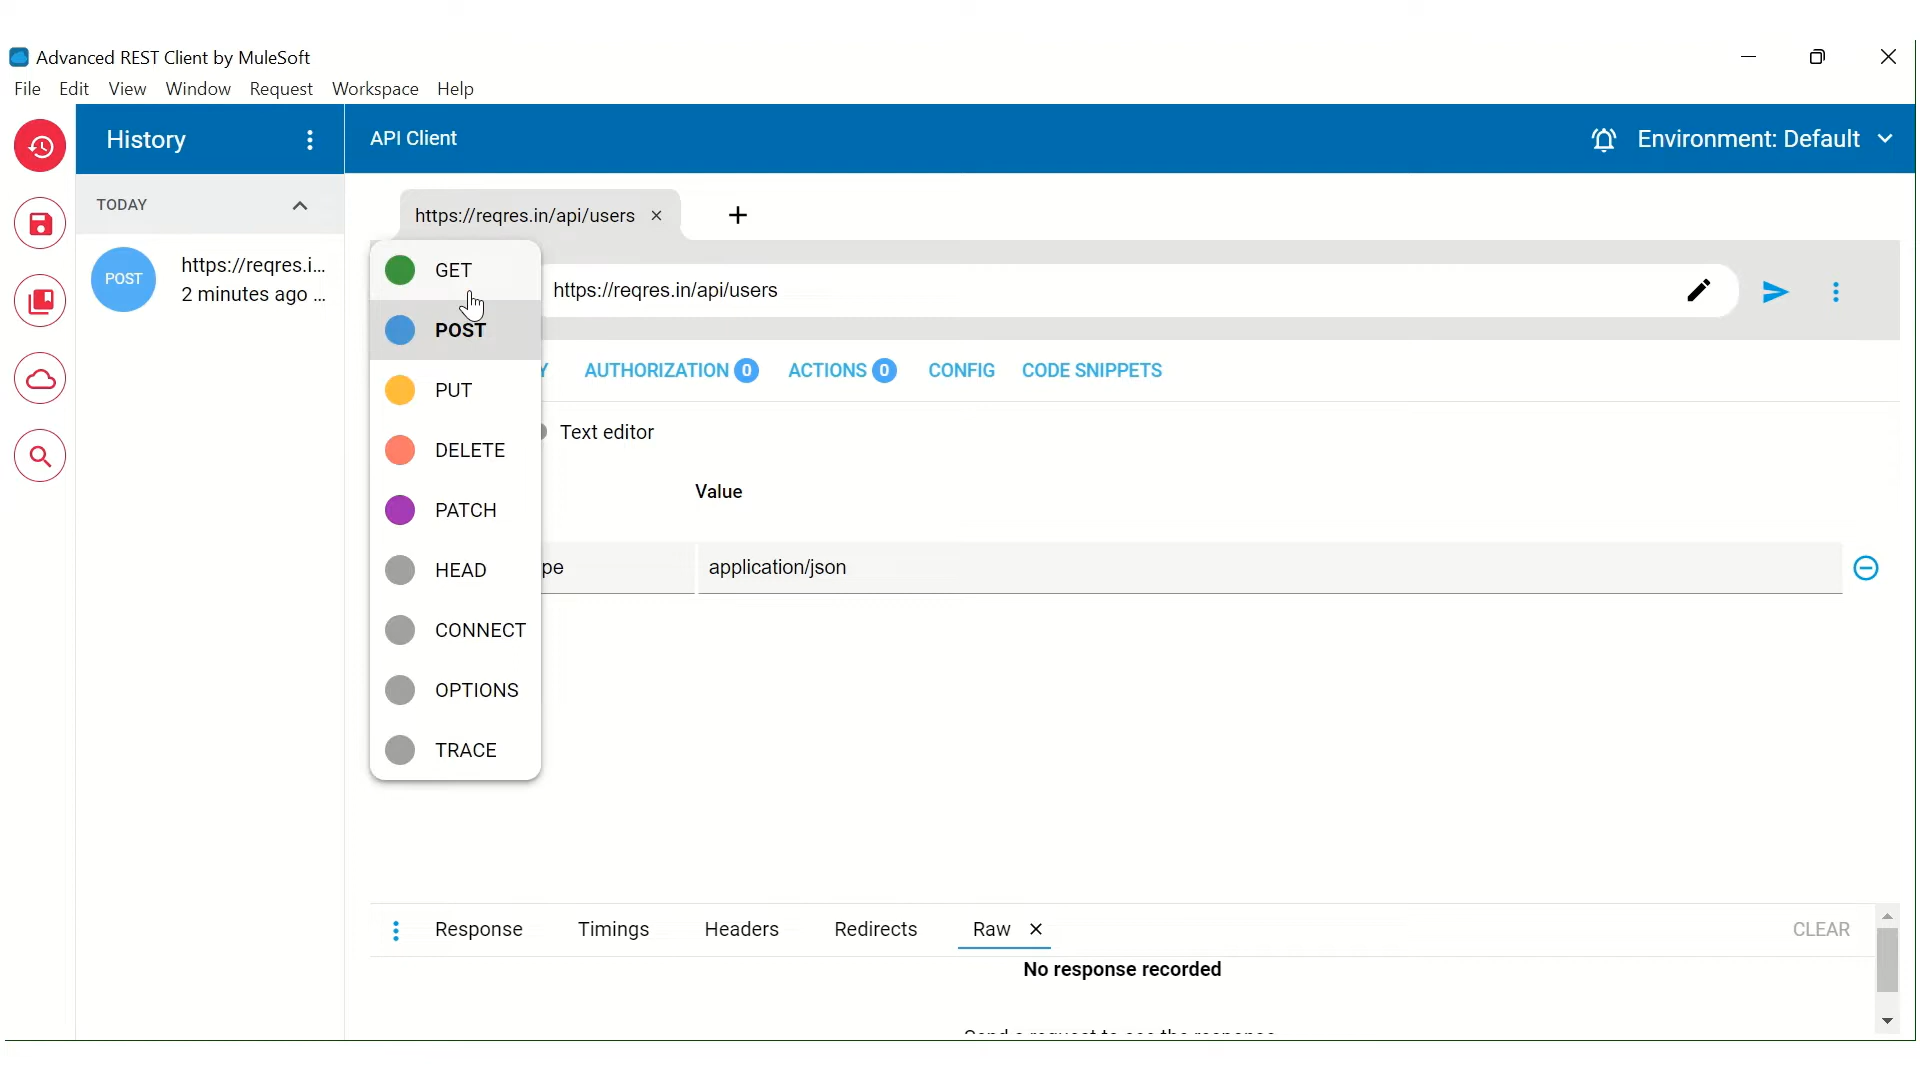 Advanced REST Client by MuleSoft
File Edit View Window Request Workspace Help
History
API Client
Environment: Default
TODAY
https://reqres.in/api/users
POST
https://reqres.i...
2 minutes ago ...
GET
https://reqres.in/api/users
POST
Y AUTHORIZATION 0 ACTIONS 0 CONFIG CODE SNIPPETS
PUT
Text editor
DELETE
Value
PATCH
HEAD
pe application/json
CONNECT
OPTIONS
TRACE
Response Timings Headers Redirects Raw CLEAR
No response recorded